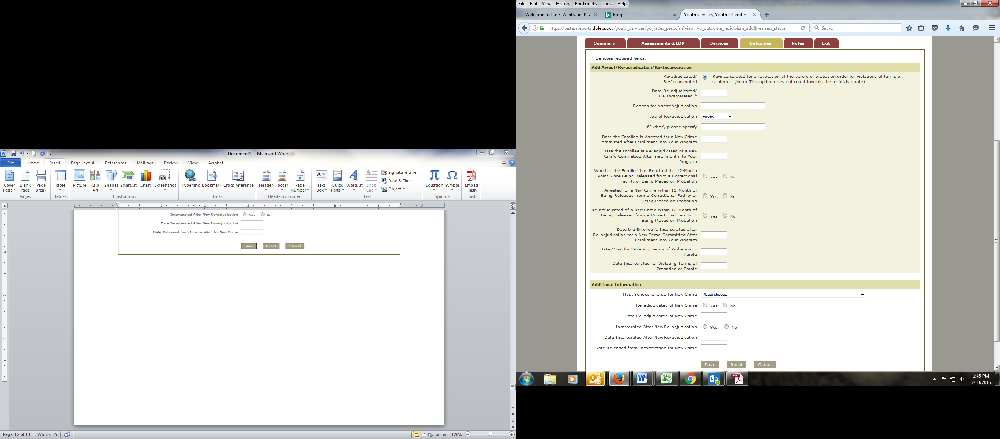 Document1 - Microsoft Word
File Home Insert Page Layout References Mailings Review View Acrobat
Cover Page
Blank Page
Page Break
Table
Picture
Clip Art
Shapes
SmartArt
Chart
Screenshot
Hyperlink
Bookmark
Cross-reference
Header
Footer
Page Number
Text Box
Quick Parts
WordArt
Drop Cap
Signature Line
Date & Time
Object
Equation
Symbol
Embed Flash
Pages Tables Illustrations Links Header & Footer Text Symbols Flash
1 1 2 3 4 5 6 7
Incarcerated After New Re-adjudication Yes No
Date Incarcerated After New Re-adjudication
Date Released from Incarceration for New Crime
Save Reset Cancel
6
7
8
Page: 12 of 13 Words: 25 120%
File Edit View History Bookmarks Tools Help
Welcome to the ETA Intranet P... Bing Youth services, Youth Offender
https://testetareports.doleta.gov/youth_services/yo_index_part.cfm?view=yo_outcome_recidivism_add&rearrest_status= Search
Summary Assessments & IDP Services Outcomes Notes Exit
* Denotes required fields.
Add Arrest/Re-adjudication/Re-Incarceration
Re-adjudicated/
Re-Incarcerated
Re-incarcerated for a revocation of the parole or probation order for violations of terms of
sentence. (Note: This option does not count towards the recidivism rate)
Date Re-adjudicated/
Re-Incarcerated *
Reason for Arrest/Adjudication
Type of Re-adjudication Felony
If 'Other', please specify
Date the Enrollee is Arrested for a New Crime
Committed After Enrollment into Your Program
Date the Enrollee is Re-adjudicated of a New
Crime Committed After Enrollment into Your
Program
Whether the Enrollee has Reached the 12-Month
Point Since Being Released from a Correctional
Facility or Being Placed on Probation
Yes No
Arrested for a New Crime within 12-Month of
Being Released from a Correctional Facility or
Being Placed on Probation
Yes No
Re-adjudicated of a New Crime within 12-Month of
Being Released from a Correctional Facility or
Being Placed on Probation
Yes No
Date the Enrollee is Incarcerated after
Re-adjudication for a New Crime Committed After
Enrollment into Your Program
Date Cited for Violating Terms of Probation or
Parole
Date Incarcerated for Violating Terms of
Probation or Parole
Additional Information
Most Serious Charge for New Crime Please choose...
Re-adjudicated of New Crime Yes No
Date Re-adjudicated of New Crime
Incarcerated After New Re-adjudication Yes No
Date Incarcerated After New Re-adjudication
Date Released from Incarceration for New Crime
Save Reset Cancel
1:45 PM
3/30/2016